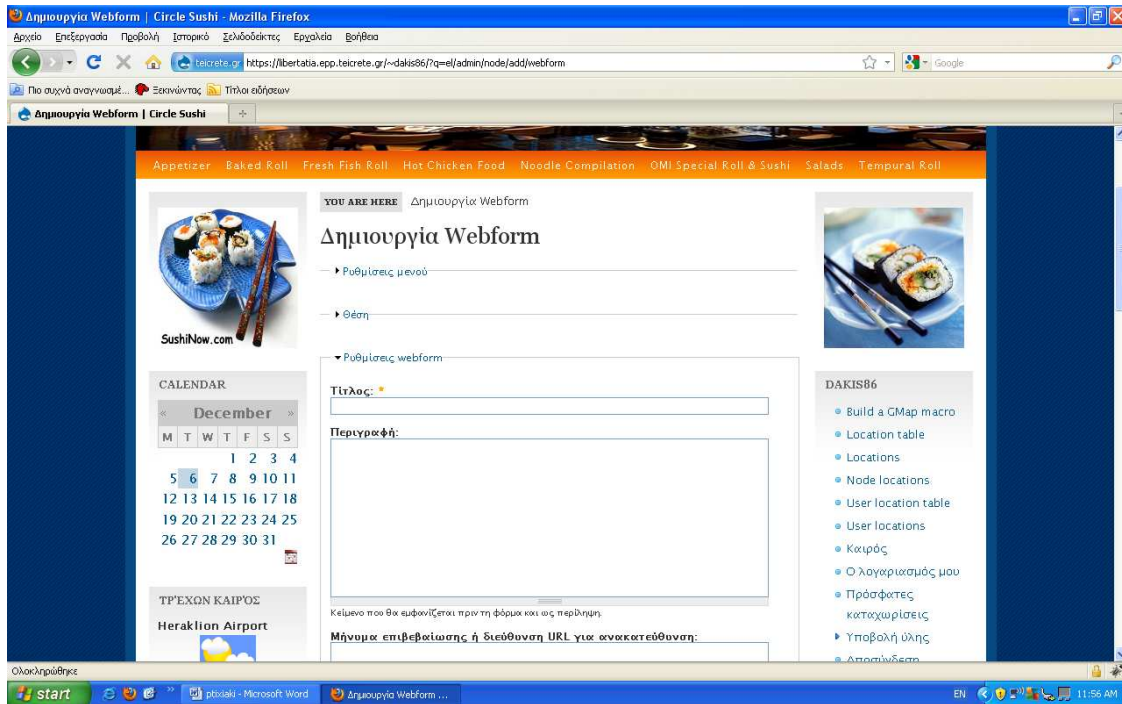 Δημιουργία Webform | Circle Sushi - Mozilla Firefox
Αρχείο Επεξεργασία Προβολή Ιστορικό Σελιδοδείκτες Εργαλεία Βοήθεια
teicrete.gr https://libertatia.epp.teicrete.gr/~dakis86/?q=el/admin/node/add/webform
Google
Πιο συχνά αναγνωσμέ... Ξεκινώντας Τίτλοι ειδήσεων
Δημιουργία Webform | Circle Sushi
Appetizer Baked Roll Fresh Fish Roll Hot Chicken Food Noodle Compilation OMI Special Roll & Sushi Salads Tempural Roll
SushiNow.com
CALENDAR
« December »
M T W T F S S
1 2 3 4
5 6 7 8 9 10 11
12 13 14 15 16 17 18
19 20 21 22 23 24 25
26 27 28 29 30 31
ΤΡΈΧΩΝ ΚΑΙΡΌΣ
Heraklion Airport
YOU ARE HERE Δημιουργία Webform
Δημιουργία Webform
Ρυθμίσεις μενού
Θέση
Ρυθμίσεις webform
Τίτλος: *
Περιγραφή:
Κείμενο που θα εμφανίζεται πριν τη φόρμα και ως περίληψη.
Μήνυμα επιβεβαίωσης ή διεύθυνση URL για ανακατεύθυνση:
DAKIS86
Build a GMap macro
Location table
Locations
Node locations
User location table
User locations
Καιρός
Ο λογαριασμός μου
Πρόσφατες
καταχωρίσεις
Υποβολή ύλης
Αποσύνδεση
Ολοκληρώθηκε
start ptixiaki - Microsoft Word Δημιουργία Webform ... EN 11:56 AM